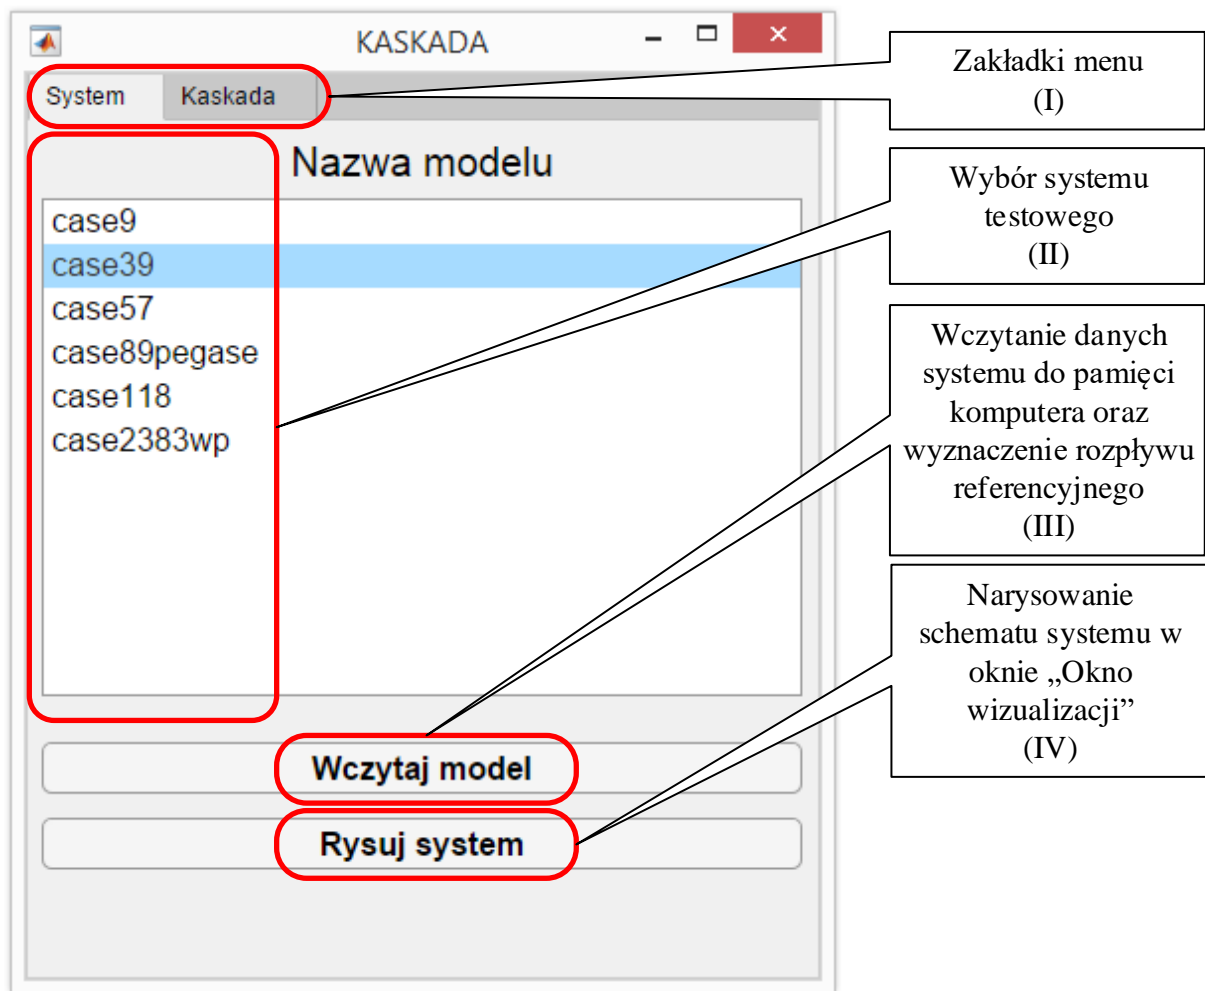 KASKADA
System Kaskada
Nazwa modelu
case9
case39
case57
case89pegase
case118
case2383wp
Wczytaj model
Rysuj system
Zakładki menu
(I)
Wybór systemu
testowego
(II)
Wczytanie danych
systemu do pamięci
komputera oraz
wyznaczenie rozpływu
referencyjnego
(III)
Narysowanie
schematu systemu w
oknie „Okno
wizualizacji”
(IV)